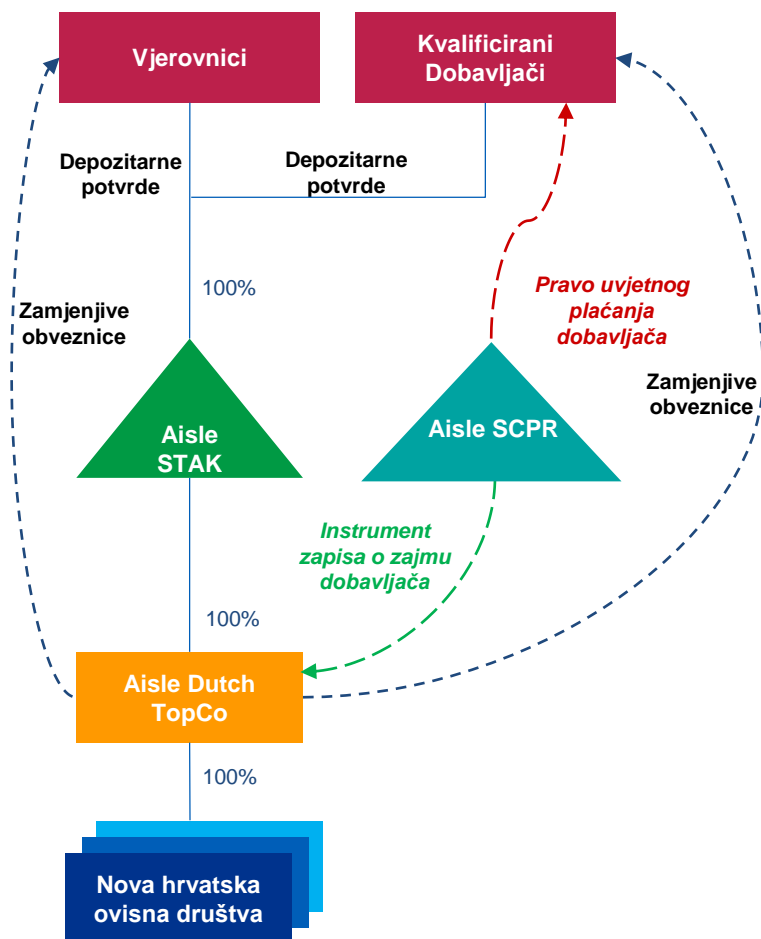 Vjerovnici
Kvalificirani
Dobavljači
Depozitarne
potvrde
Depozitarne
potvrde
100%
Zamjenjive
obveznice
Pravo uvjetnog
plaćanja
dobavljača
Zamjenjive
obveznice
Aisle
STAK
Aisle SCPR
Instrument
zapisa o zajmu
dobavljača
100%
Aisle Dutch
TopCo
100%
Nova hrvatska
ovisna društva